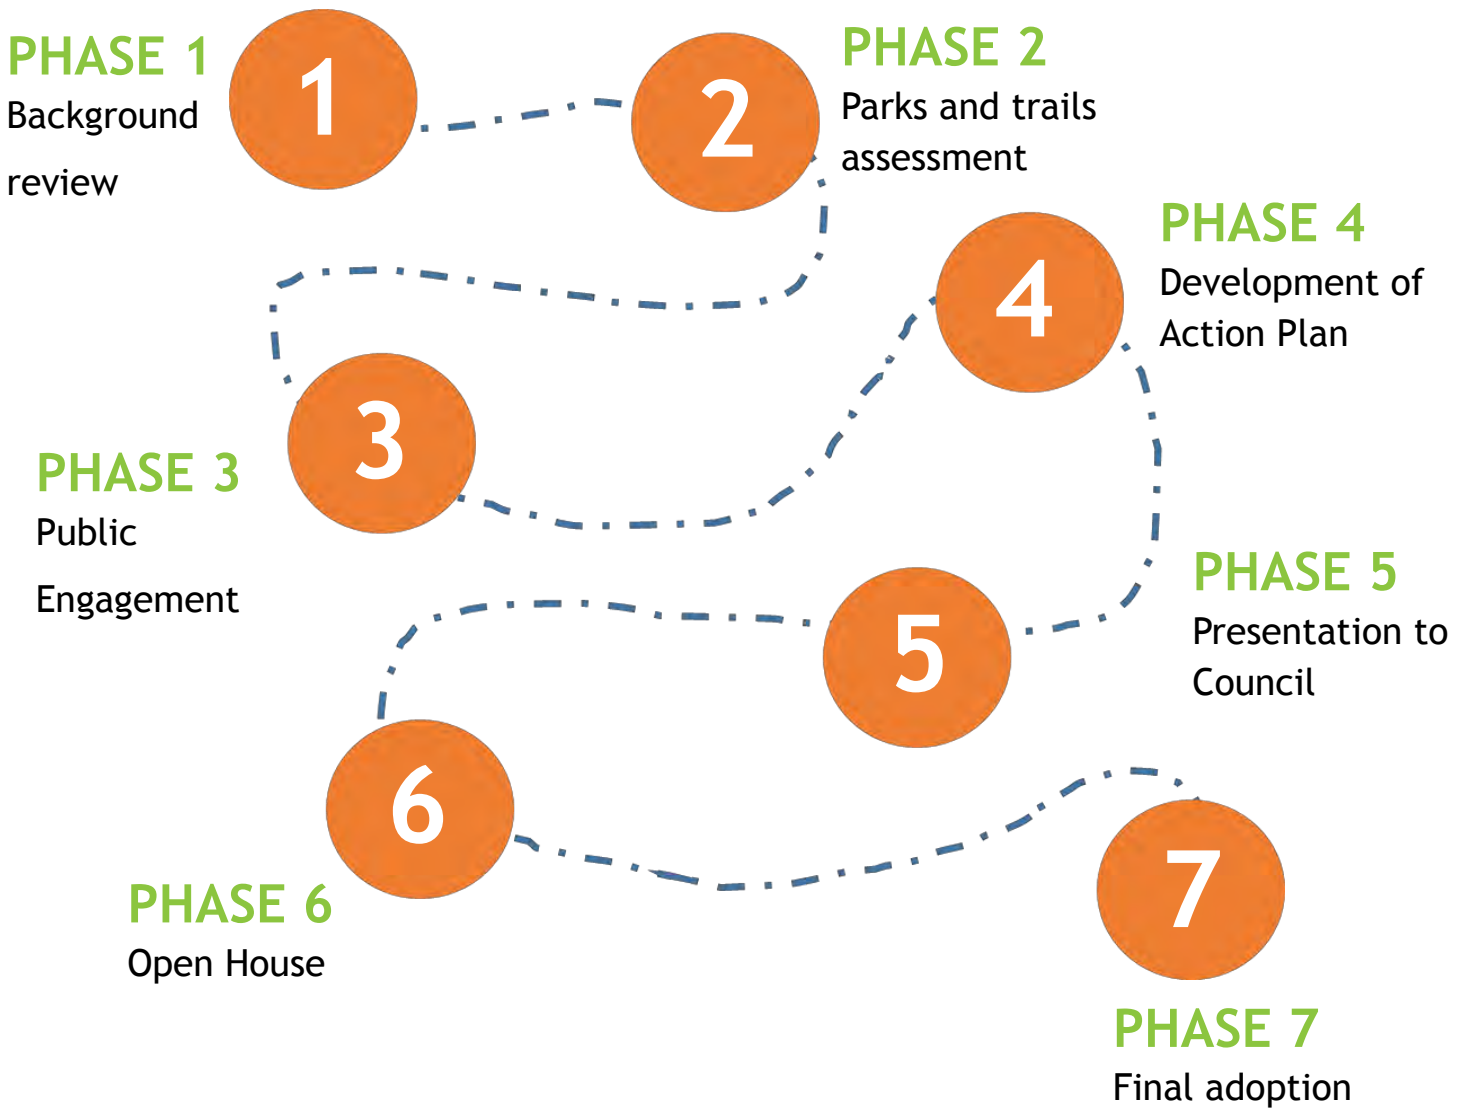 PHASE 1
Background
review
1
2
PHASE 2
Parks and trails
assessment
3
PHASE 3
Public
Engagement
4
PHASE 4
Development of
Action Plan
5
PHASE 5
Presentation to
Council
6
PHASE 6
Open House
7
PHASE 7
Final adoption